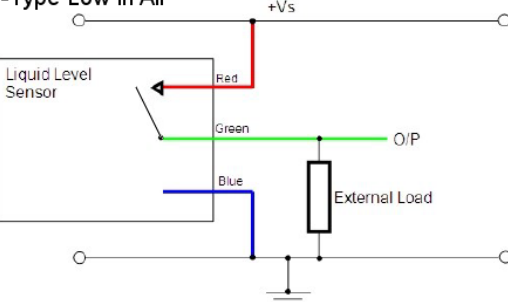 -Type Low in Air
+Vs
Liquid Level
Sensor
Red
Green
O/P
Blue
External Load